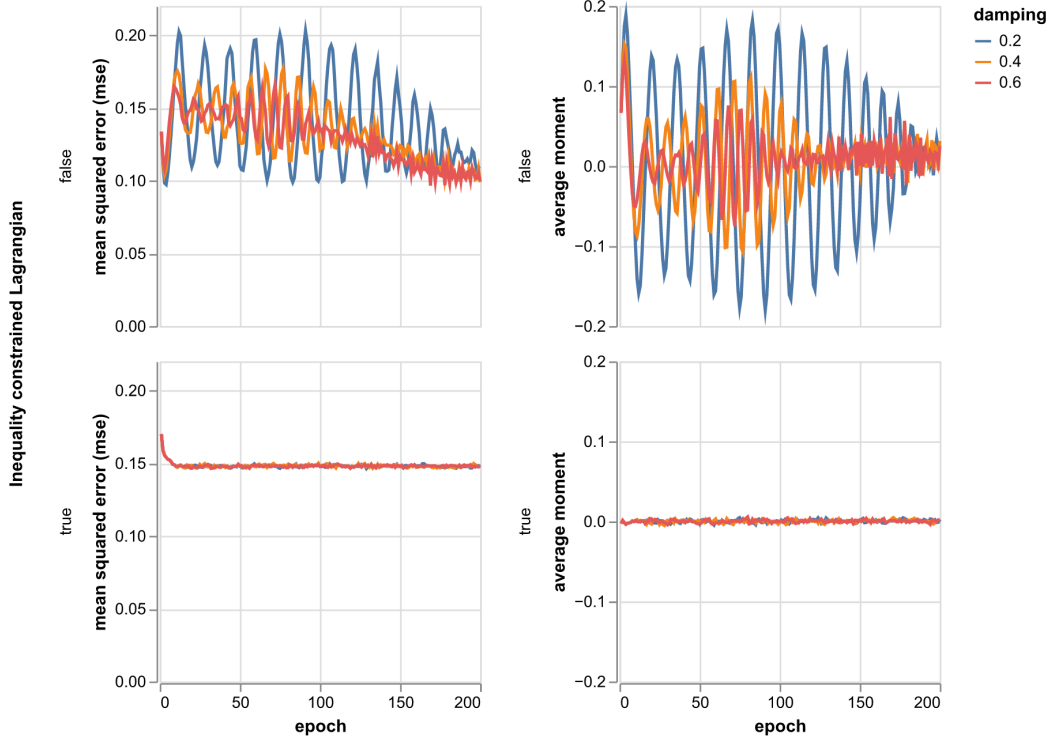 damping
0.2
0.4
0.6
Inequality constrained Lagrangian
false
mean squared error (mse)
0.20
0.15
0.10
0.05
0.00
false
average moment
0.2
0.1
0.0
−0.1
−0.2
true
mean squared error (mse)
0.20
0.15
0.10
0.05
0.00
0 50 100 150 200
epoch
true
average moment
0.2
0.1
0.0
−0.1
−0.2
0 50 100 150 200
epoch